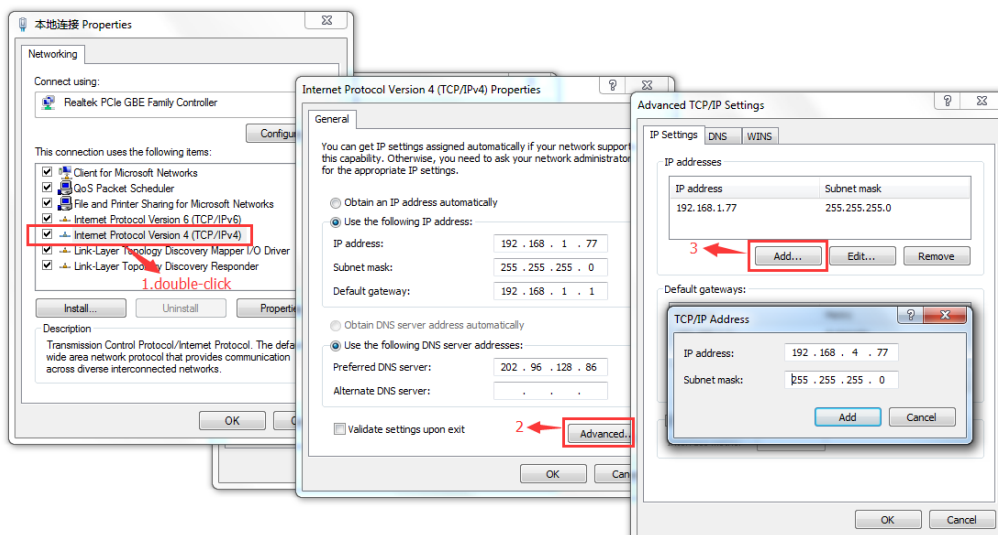 本地连接 Properties
Networking
Connect using:
Realtek PCIe GBE Family Controller
This connection uses the following items:
Client for Microsoft Networks
QoS Packet Scheduler
File and Printer Sharing for Microsoft Networks
Internet Protocol Version 6 (TCP/IPv6)
Internet Protocol Version 4 (TCP/IPv4)
Link-Layer Topology Discovery Mapper I/O Driver
Link-Layer Topology Discovery Responder
1.double-click
Install...
Uninstall
Description
Transmission Control Protocol/Internet Protocol. The
wide area network protocol that provides communication
across diverse interconnected networks.
OK
Internet Protocol Version 4 (TCP/IPv4) Properties
General
You can get IP settings assigned automatically if your network
this capability. Otherwise, you need to ask your network administrator
for the appropriate IP settings.
Obtain an IP address automatically
Use the following IP address:
IP address: 192 . 168 . 1 . 77
Subnet mask: 255 . 255 . 255 . 0
Default gateway: 192 . 168 . 1 . 1
Obtain DNS server address automatically
Use the following DNS server addresses:
Preferred DNS server: 202 . 96 . 128 . 86
Alternate DNS server: . . .
Validate settings upon exit
2
Advanced..
OK
Advanced TCP/IP Settings
IP Settings DNS WINS
IP addresses
IP address Subnet mask
192.168.1.77 255.255.255.0
3
Add... Edit... Remove
Default gateways:
TCP/IP Address
IP address: 192 . 168 . 4 . 77
Subnet mask: 255 . 255 . 255 . 0
Add Cancel
OK Cancel